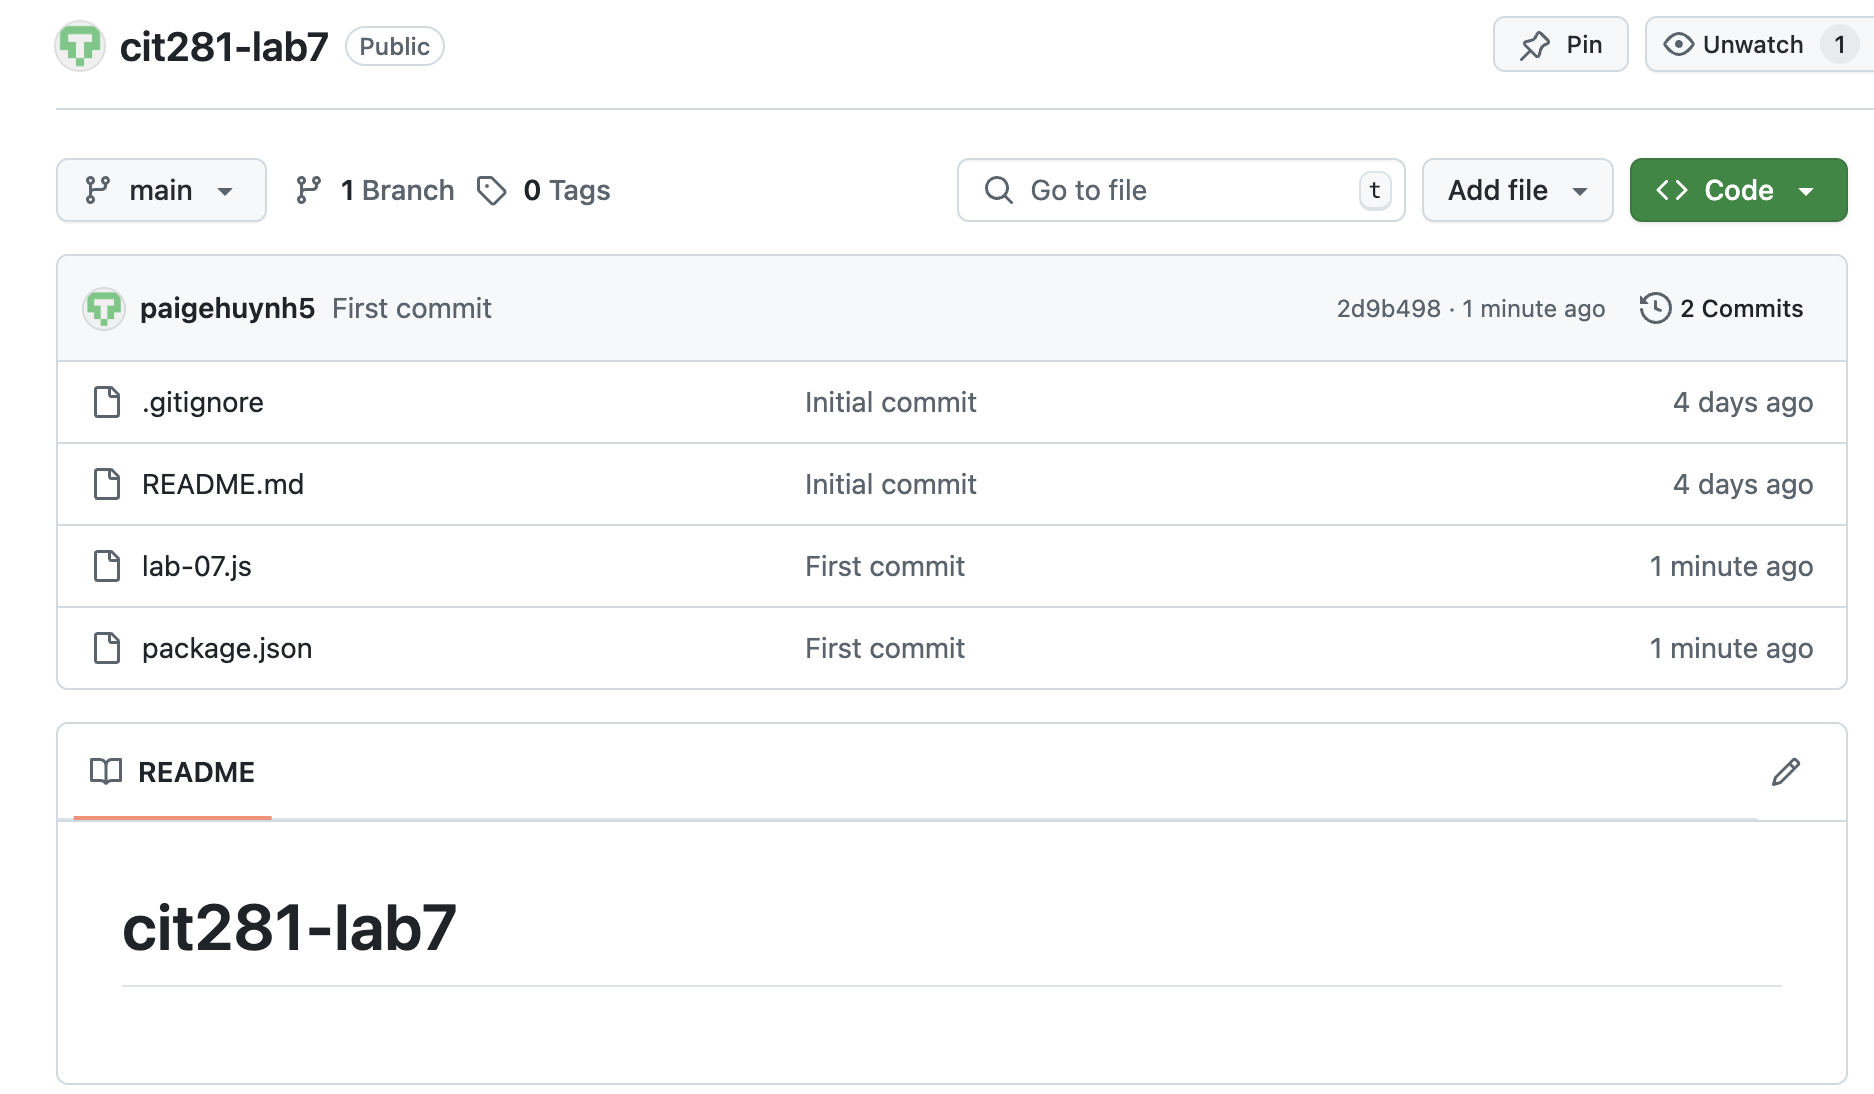 cit281-lab7 Public Pin Unwatch 1
main 1 Branch 0 Tags Go to file t Add file Code
paigehuynh5 First commit 2d9b498 · 1 minute ago 2 Commits
.gitignore Initial commit 4 days ago
README.md Initial commit 4 days ago
lab-07.js First commit 1 minute ago
package.json First commit 1 minute ago
README
cit281-lab7